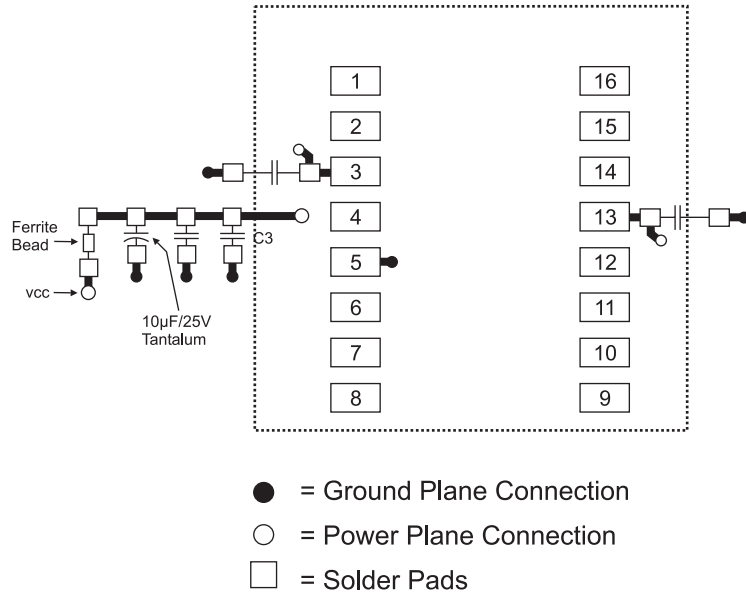 1 16
2 15
3 14
4 13
5 12
6 11
7 10
8 9
C3
Ferrite
Bead
vcc
10µF/25V
Tantalum
= Ground Plane Connection
= Power Plane Connection
= Solder Pads